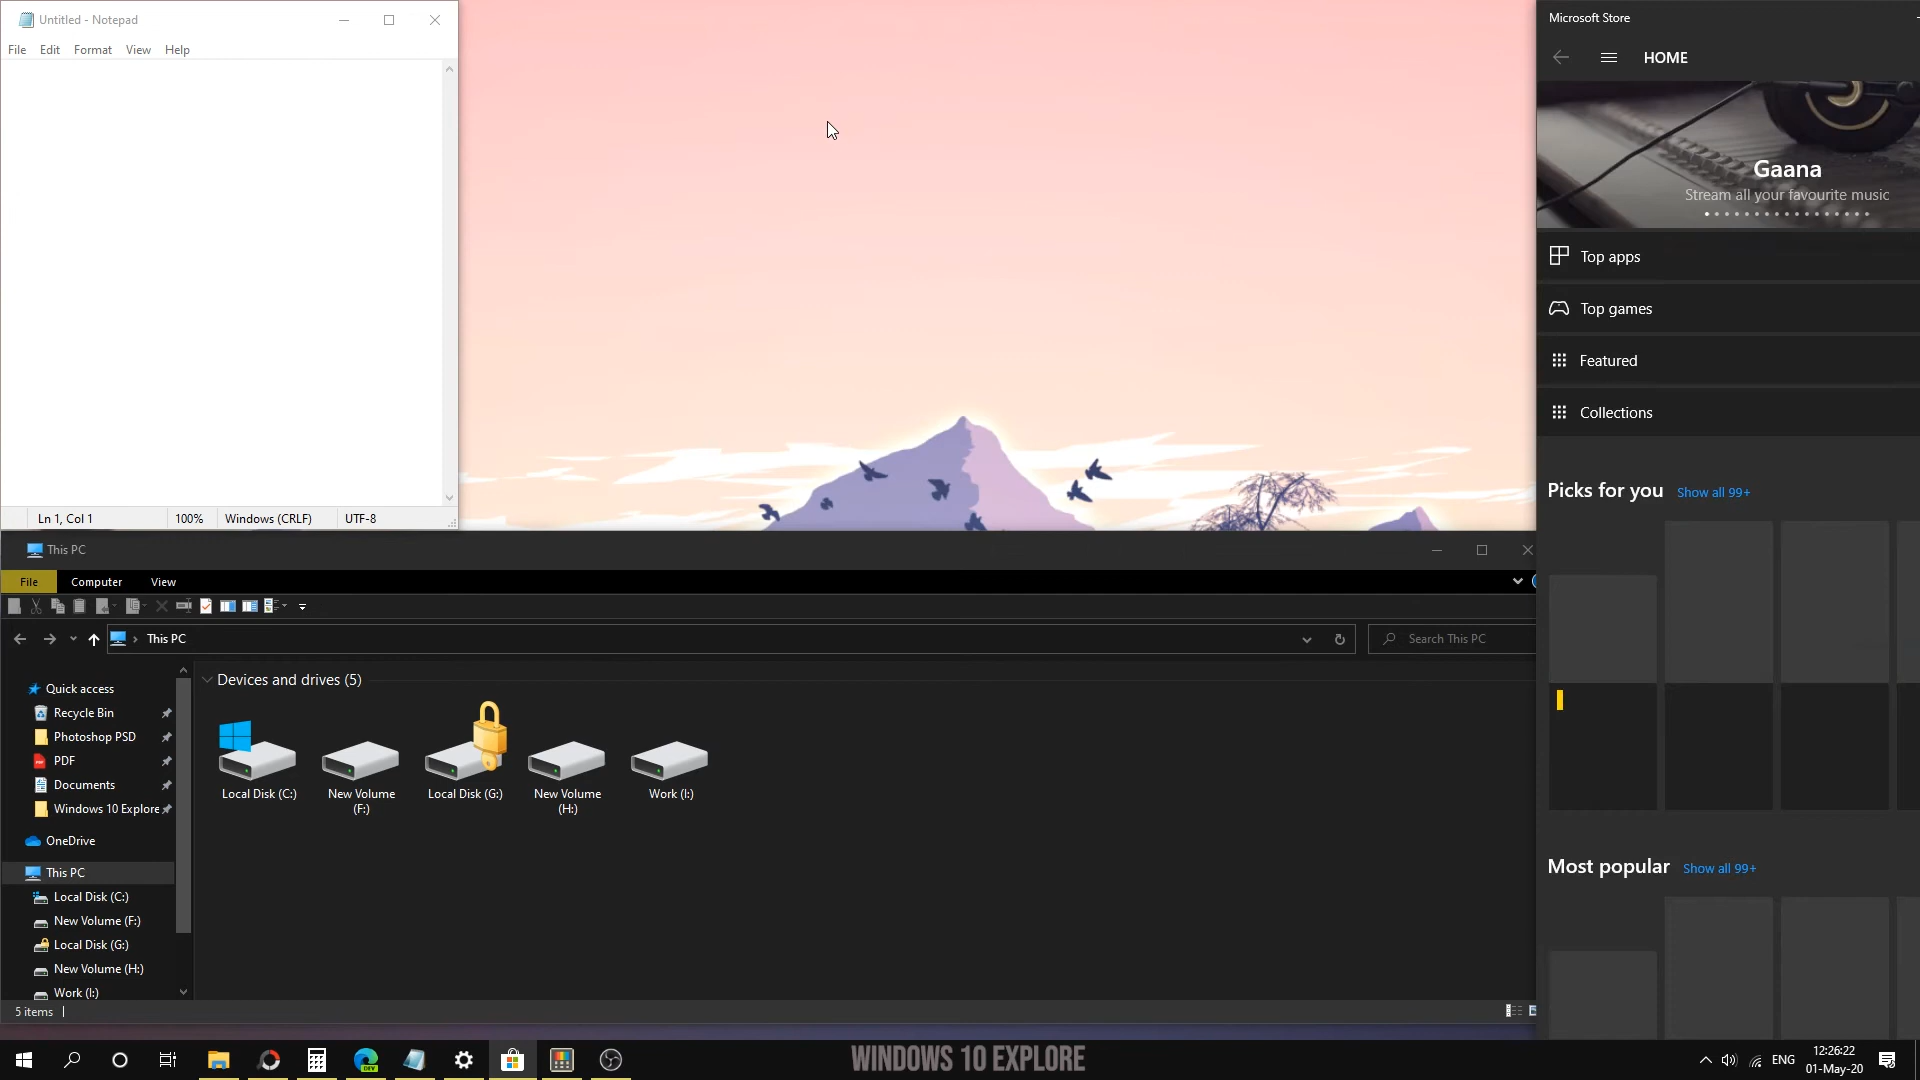 Untitled - Notepad
File Edit Format View Help
Ln 1, Col 1 100% Windows (CRLF) UTF-8
Microsoft Store
HOME
Gaana
Stream all your favourite music
Top apps
Top games
Featured
Collections
Picks for you Show all 99+
Most popular Show all 99+
This PC
File Computer View
This PC
Search This PC
Quick access
Recycle Bin
Photoshop PSD
PDF
Documents
Windows 10 Explore
OneDrive
This PC
Local Disk (C:)
New Volume (F:)
Local Disk (G:)
New Volume (H:)
Work (I:)
Devices and drives (5)
Local Disk (C:)
New Volume
(F:)
Local Disk (G:)
New Volume
(H:)
Work (I:)
5 items
DEV
WINDOWS 10 EXPLORE
ENG
12:26:22
01-May-20